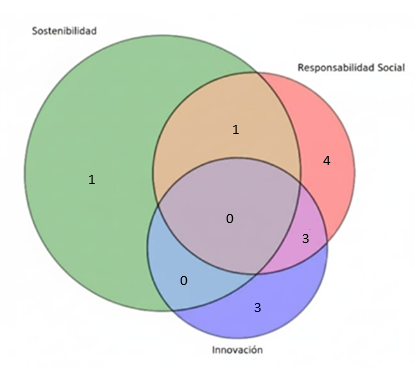 Sostenibilidad
Responsabilidad Social
1
4
1
0
3
0
3
Innovación